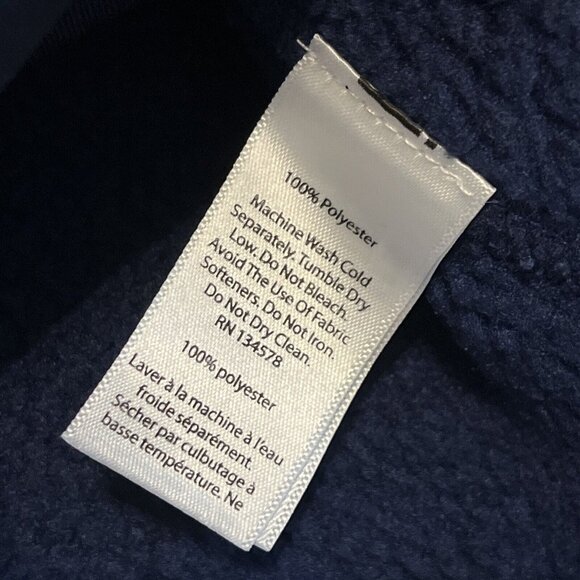 100% Polyester
Machine Wash Cold
Separately. Tumble Dry
Low. Do Not Bleach.
Avoid The Use Of Fabric
Softeners. Do Not Iron.
Do Not Dry Clean.
RN 134578
100% polyester
Laver à la machine à l'eau
froide séparément.
Sécher par culbutage à
basse température. Ne